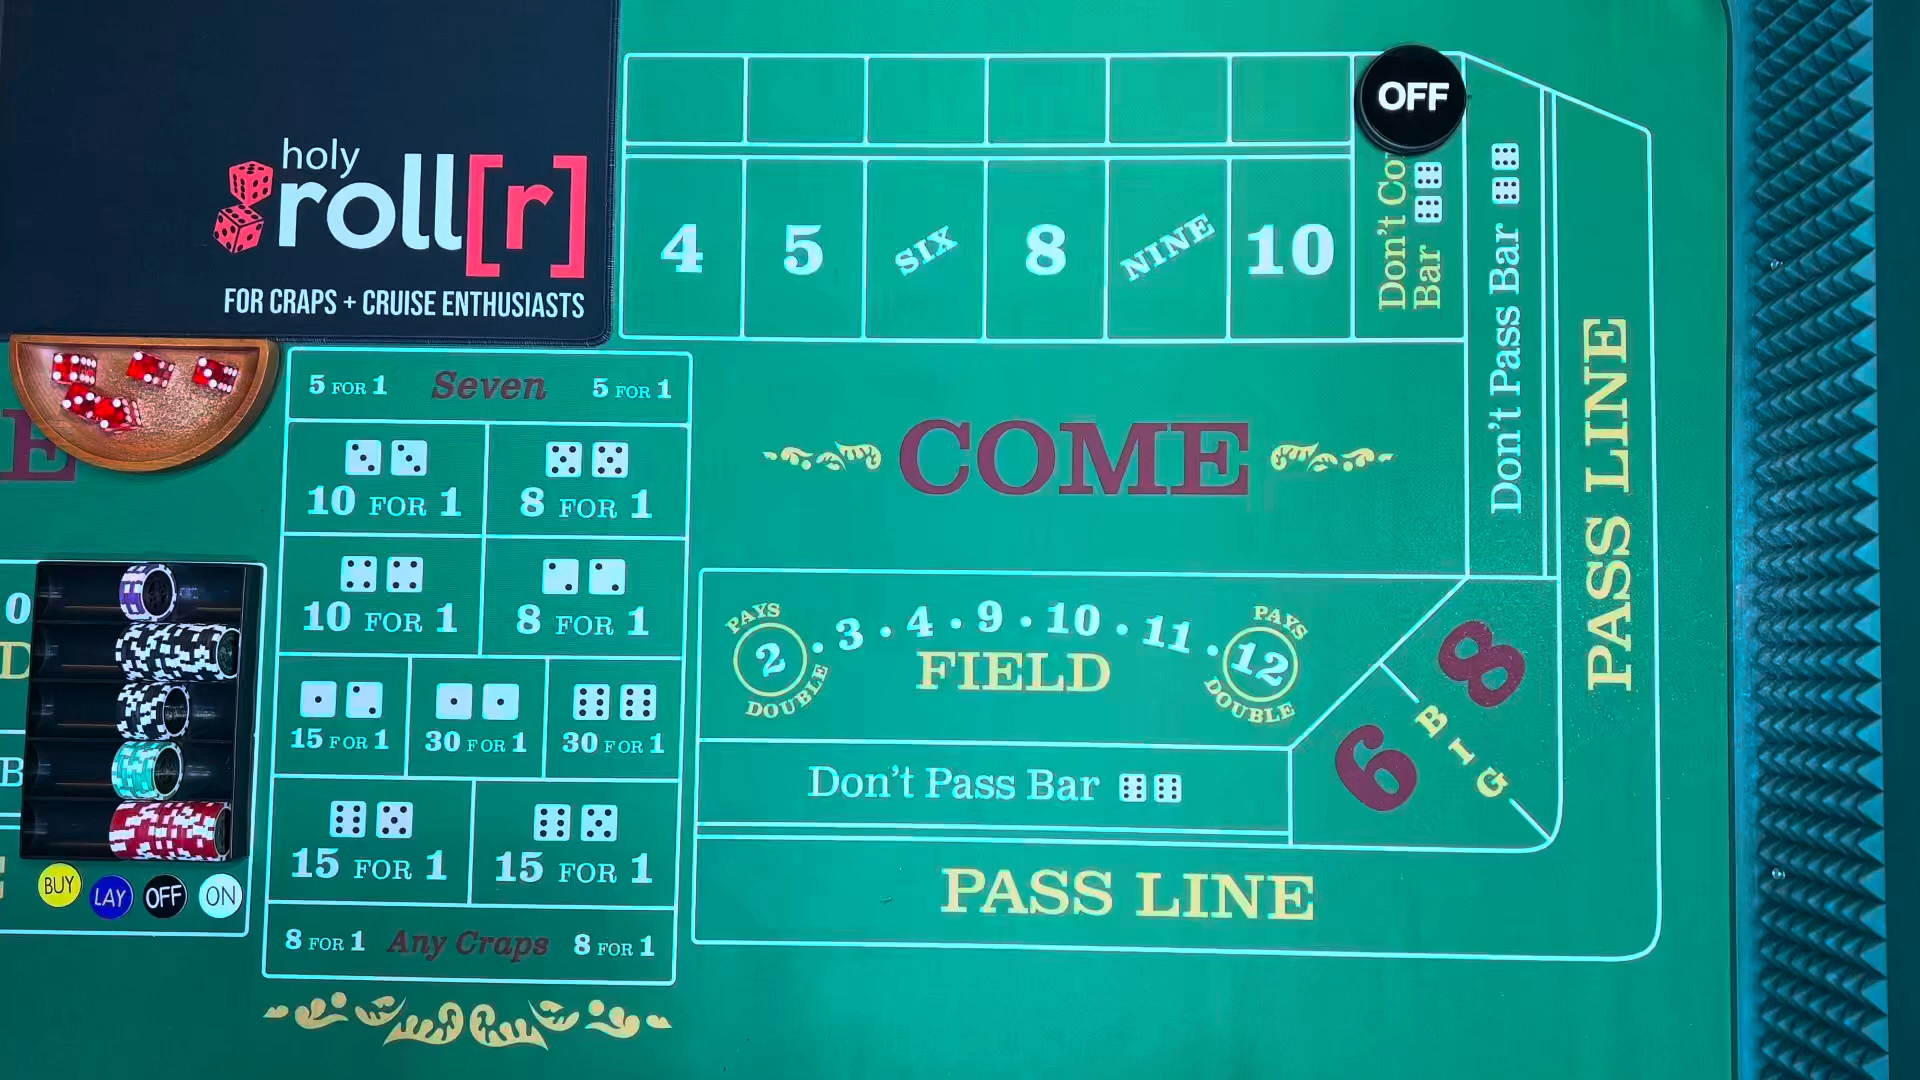 holy
roll[r]
FOR CRAPS + CRUISE ENTHUSIASTS
OFF
4 5 SIX 8 NINE 10
Don't Co
Bar
Don't Pass Bar
PASS LINE
5 FOR 1 Seven 5 FOR 1
10 FOR 1 8 FOR 1
10 FOR 1 8 FOR 1
15 FOR 1 30 FOR 1 30 FOR 1
15 FOR 1 15 FOR 1
8 FOR 1 Any Craps 8 FOR 1
COME
PAYS PAYS
2 · 3 · 4 · 9 · 10 · 11 · 12
DOUBLE DOUBLE
FIELD
Don't Pass Bar
PASS LINE
6 8
BIG
E
0
D
B
BUY LAY OFF ON